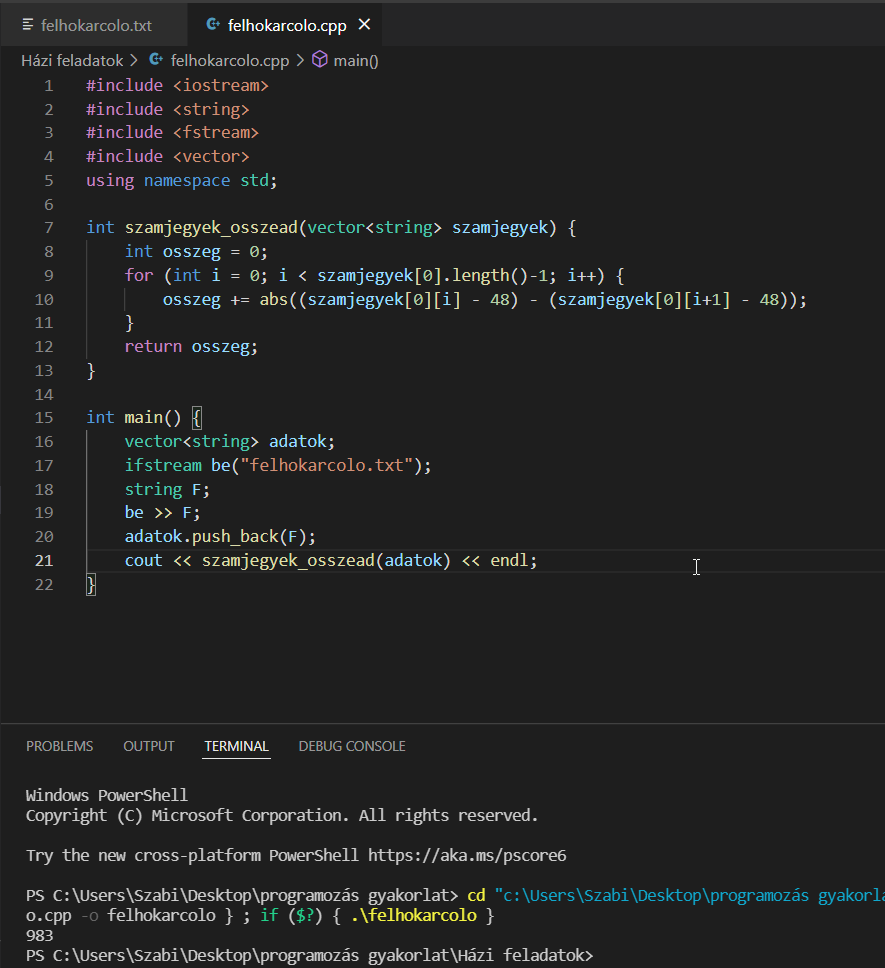 felhokarcolo.txt felhokarcolo.cpp
Házi feladatok > felhokarcolo.cpp > main()
1 #include <iostream>
2 #include <string>
3 #include <fstream>
4 #include <vector>
5 using namespace std;
6
7 int szamjegyek_osszead(vector<string> szamjegyek) {
8 int osszeg = 0;
9 for (int i = 0; i < szamjegyek[0].length()-1; i++) {
10 osszeg += abs((szamjegyek[0][i] - 48) - (szamjegyek[0][i+1] - 48));
11 }
12 return osszeg;
13 }
14
15 int main() {
16 vector<string> adatok;
17 ifstream be("felhokarcolo.txt");
18 string F;
19 be >> F;
20 adatok.push_back(F);
21 cout << szamjegyek_osszead(adatok) << endl;
22 }
PROBLEMS OUTPUT TERMINAL DEBUG CONSOLE
Windows PowerShell
Copyright (C) Microsoft Corporation. All rights reserved.
Try the new cross-platform PowerShell https://aka.ms/pscore6
PS C:\Users\Szabi\Desktop\programozás gyakorlat> cd "c:\Users\Szabi\Desktop\programozás gyakorla
o.cpp -o felhokarcolo } ; if ($?) { .\felhokarcolo }
983
PS C:\Users\Szabi\Desktop\programozás gyakorlat\Házi feladatok>